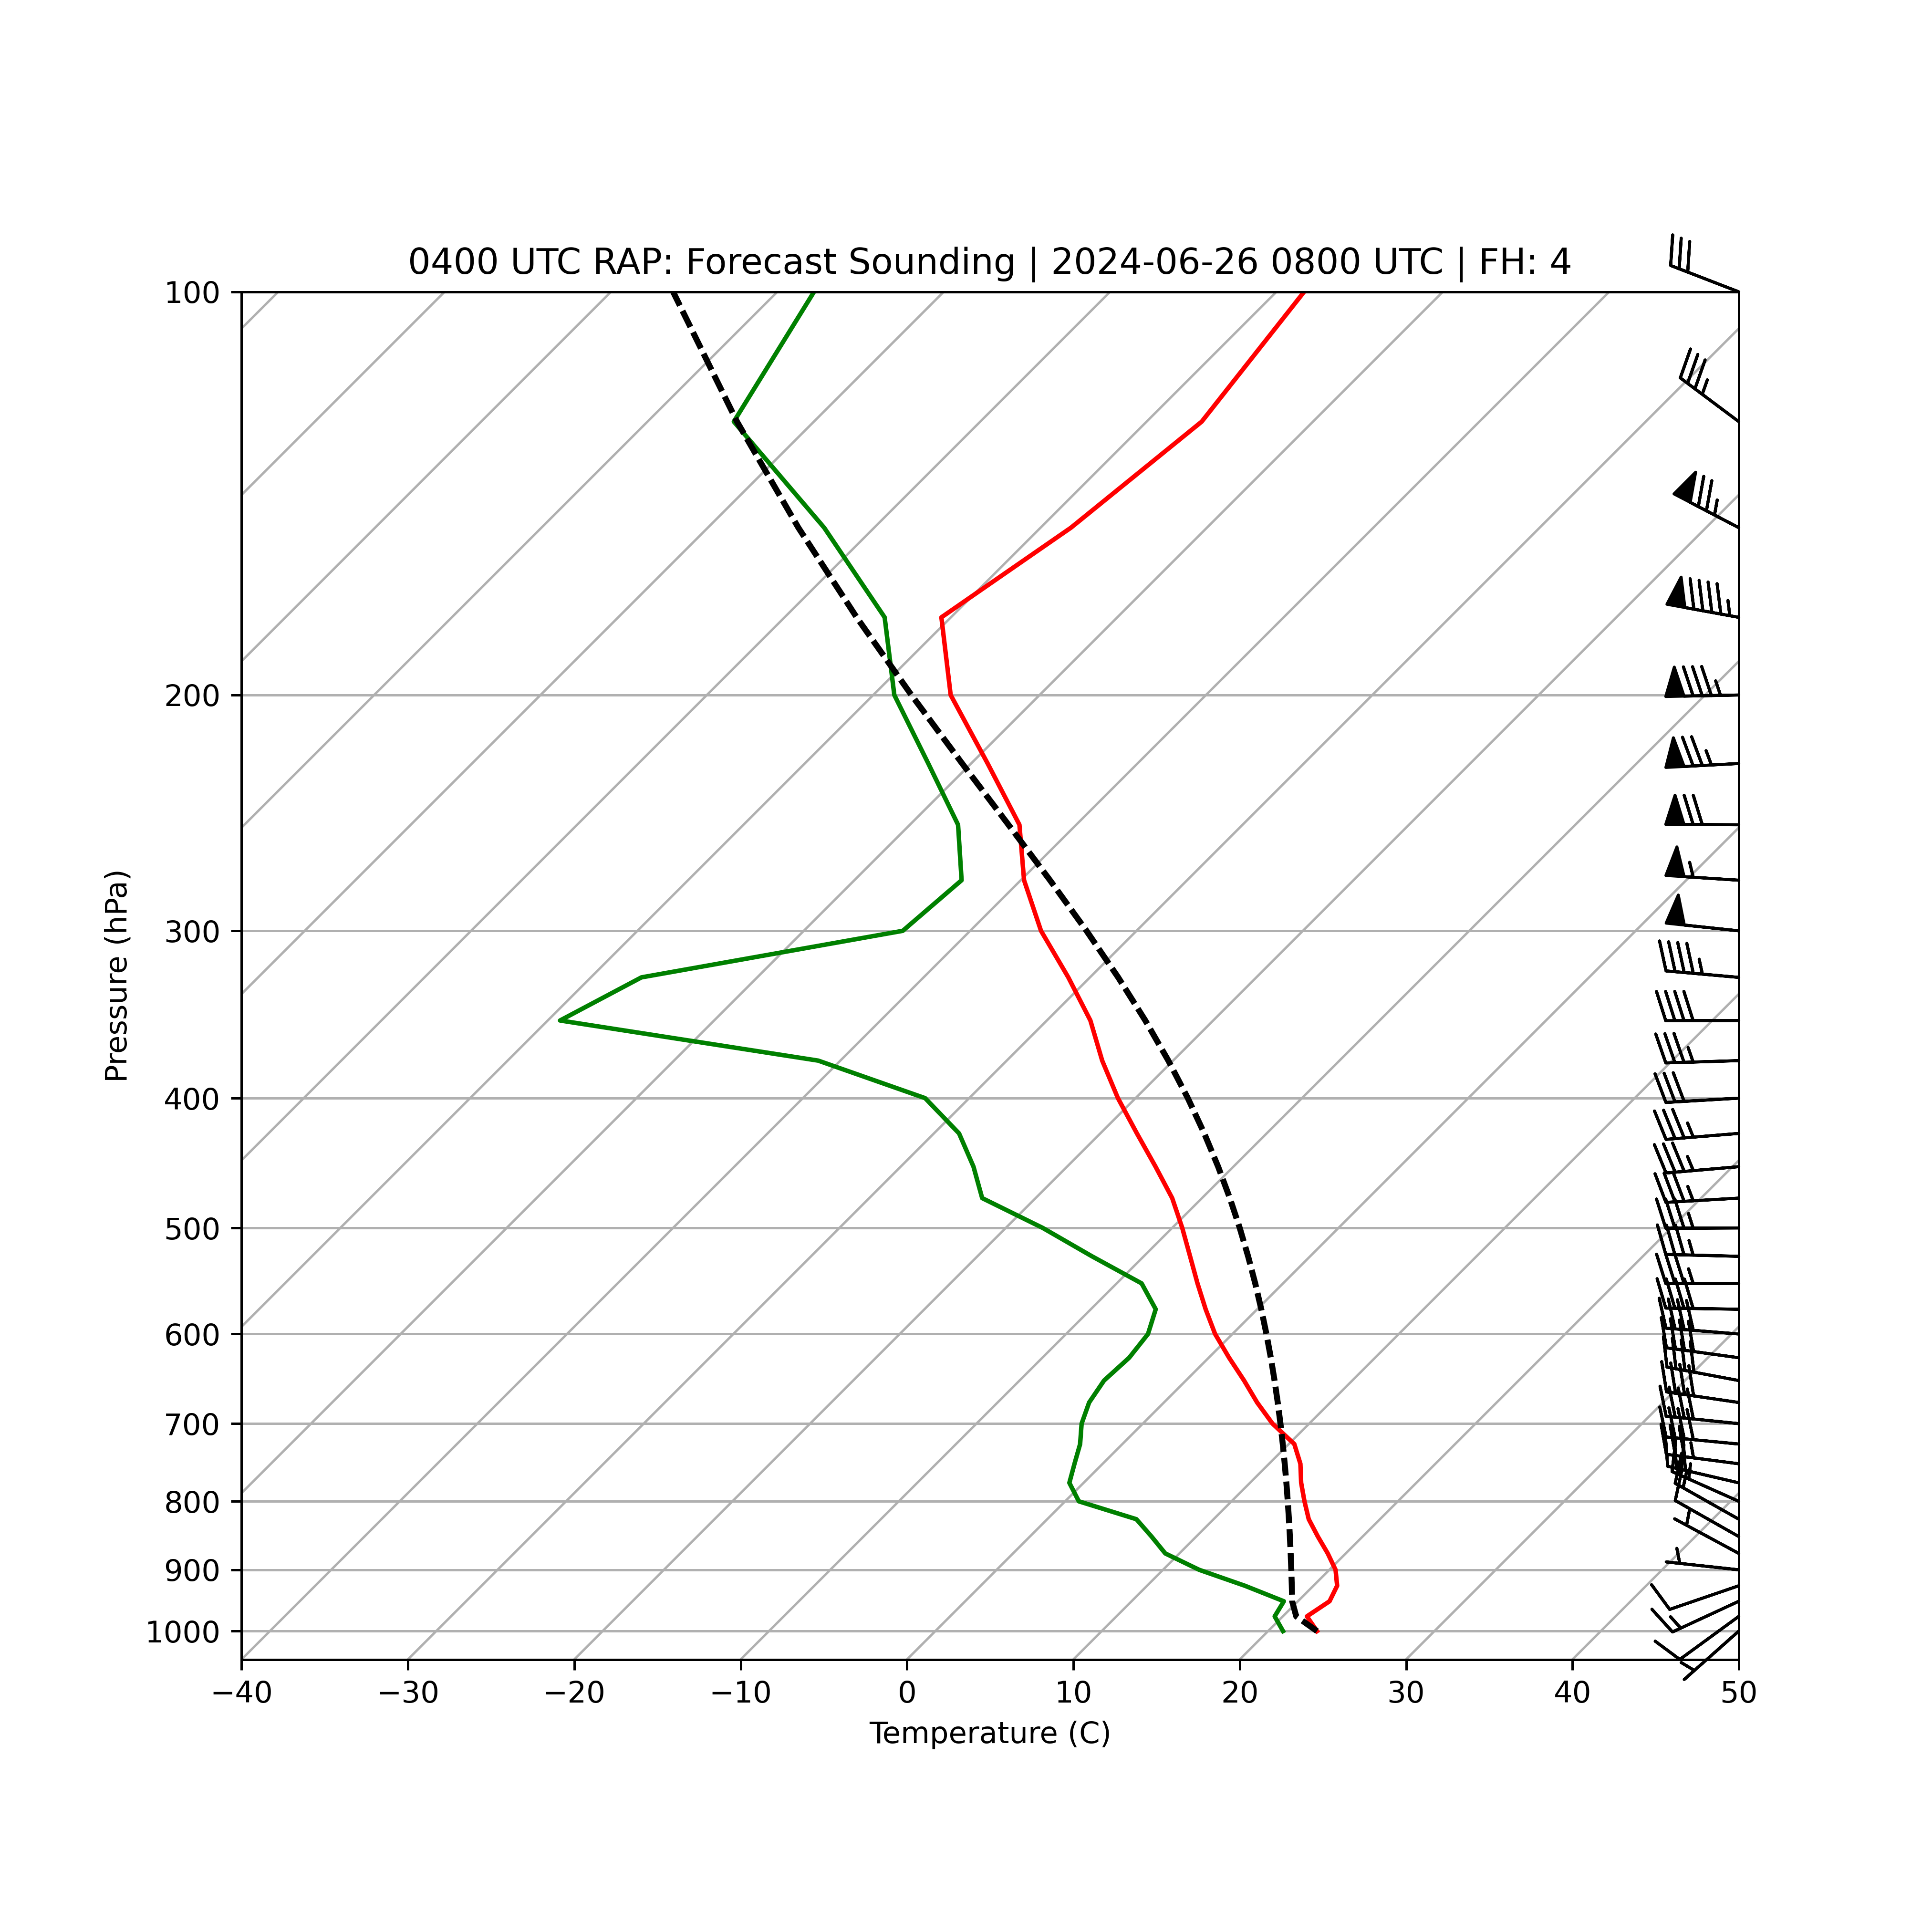 0400 UTC RAP: Forecast Sounding | 2024-06-26 0800 UTC | FH: 4
100
200
300
400
500
600
700
800
900
1000
Pressure (hPa)
−40 −30 −20 −10 0 10 20 30 40 50
Temperature (C)